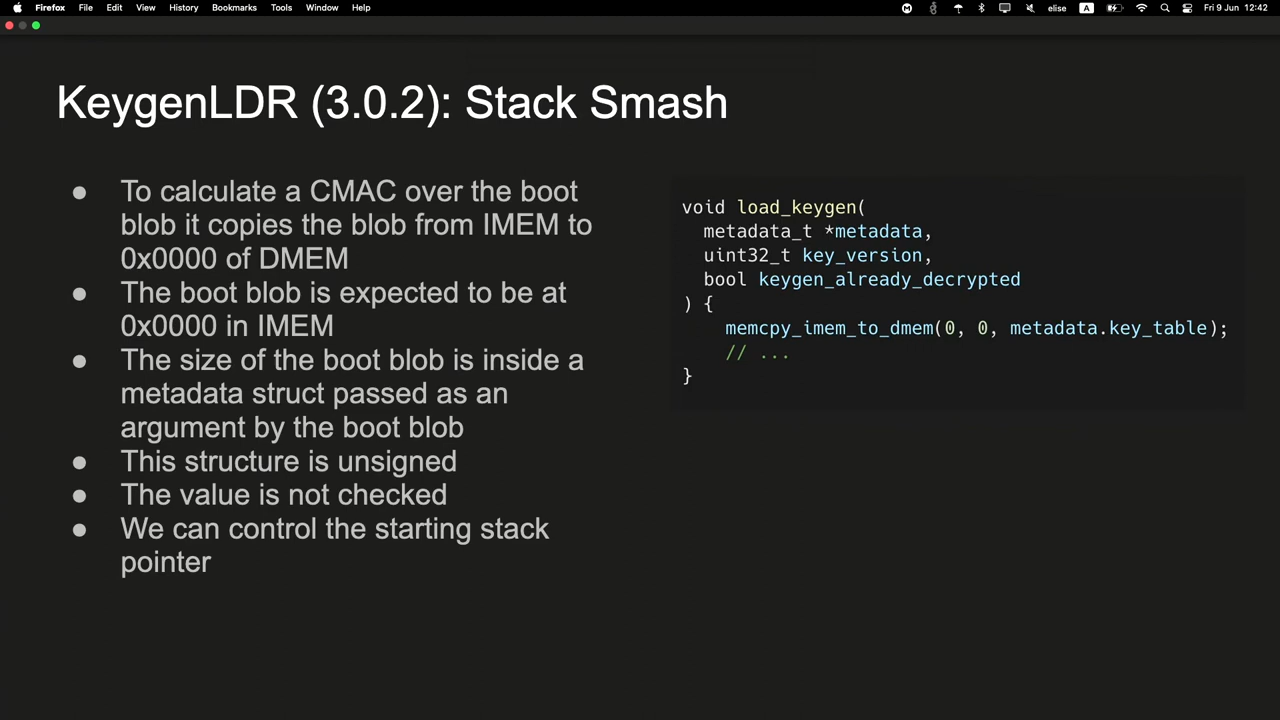 Firefox File Edit View History Bookmarks Tools Window Help elise A Fri 9 Jun 12:42
KeygenLDR (3.0.2): Stack Smash
● To calculate a CMAC over the boot
blob it copies the blob from IMEM to
0x0000 of DMEM
● The boot blob is expected to be at
0x0000 in IMEM
● The size of the boot blob is inside a
metadata struct passed as an
argument by the boot blob
● This structure is unsigned
● The value is not checked
● We can control the starting stack
pointer
void load_keygen(
metadata_t *metadata,
uint32_t key_version,
bool keygen_already_decrypted
) {
memcpy_imem_to_dmem(0, 0, metadata.key_table);
// ...
}